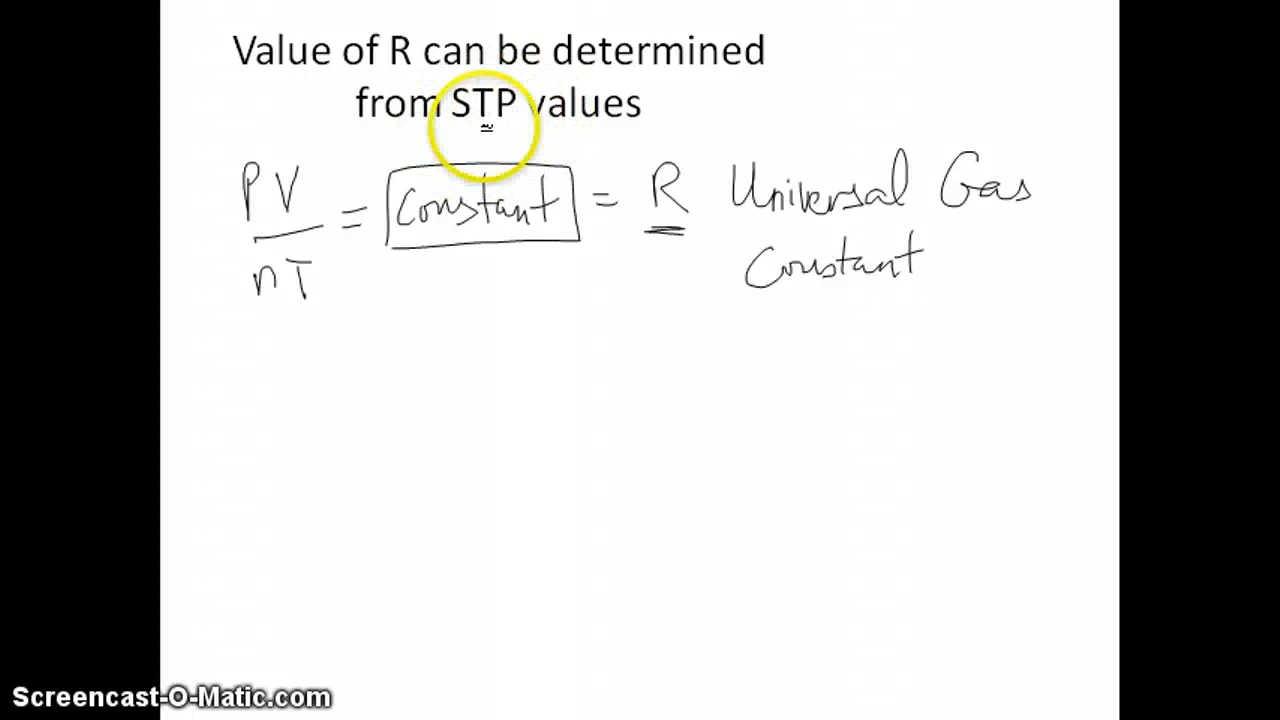 Value of R can be determined
from STP values
PV = constant = R Universal Gas
nT Constant
Screencast-O-Matic.com